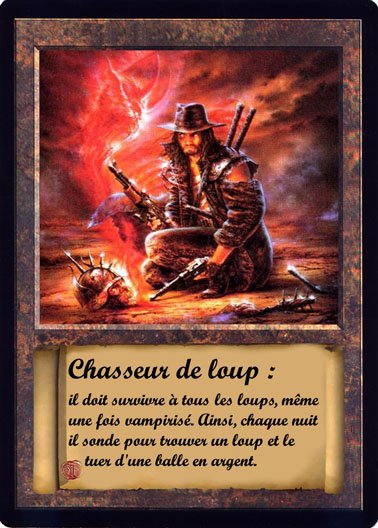 Chasseur de loup :
il doit survivre à tous les loups, même
une fois vampirisé. Ainsi, chaque nuit
il sonde pour trouver un loup et le
tuer d'une balle en argent.